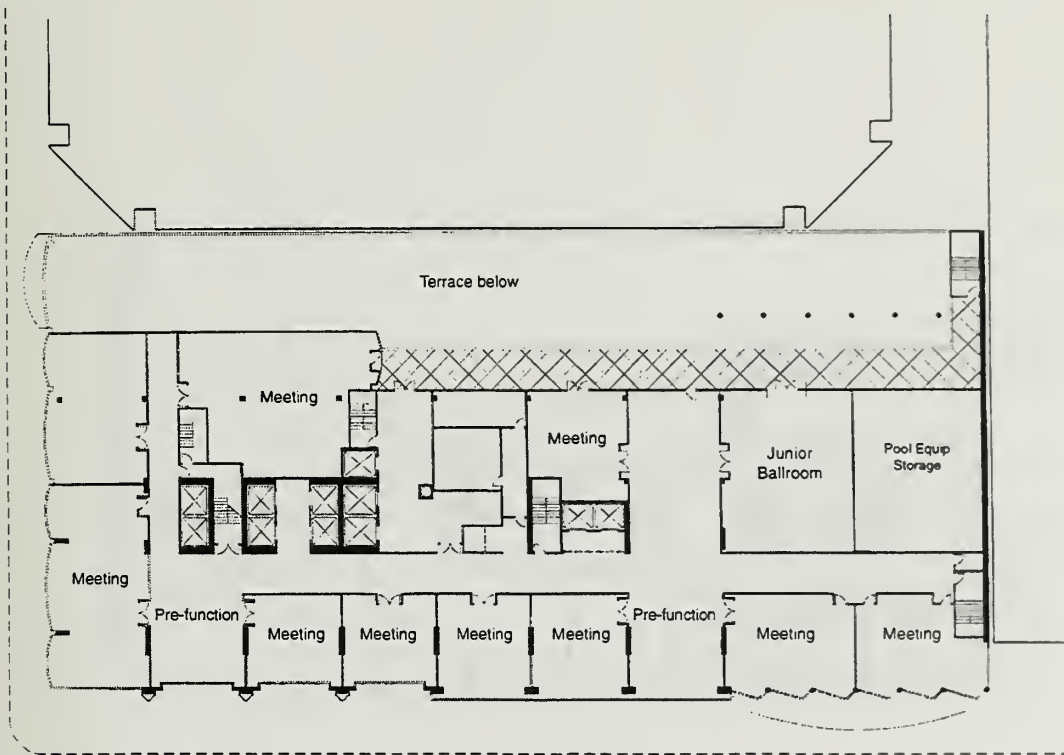 Terrace below
Meeting
Meeting
Junior
Ballroom
Pool Equip
Storage
Meeting
Pre-function
Meeting
Meeting
Meeting
Meeting
Pre-function
Meeting
Meeting